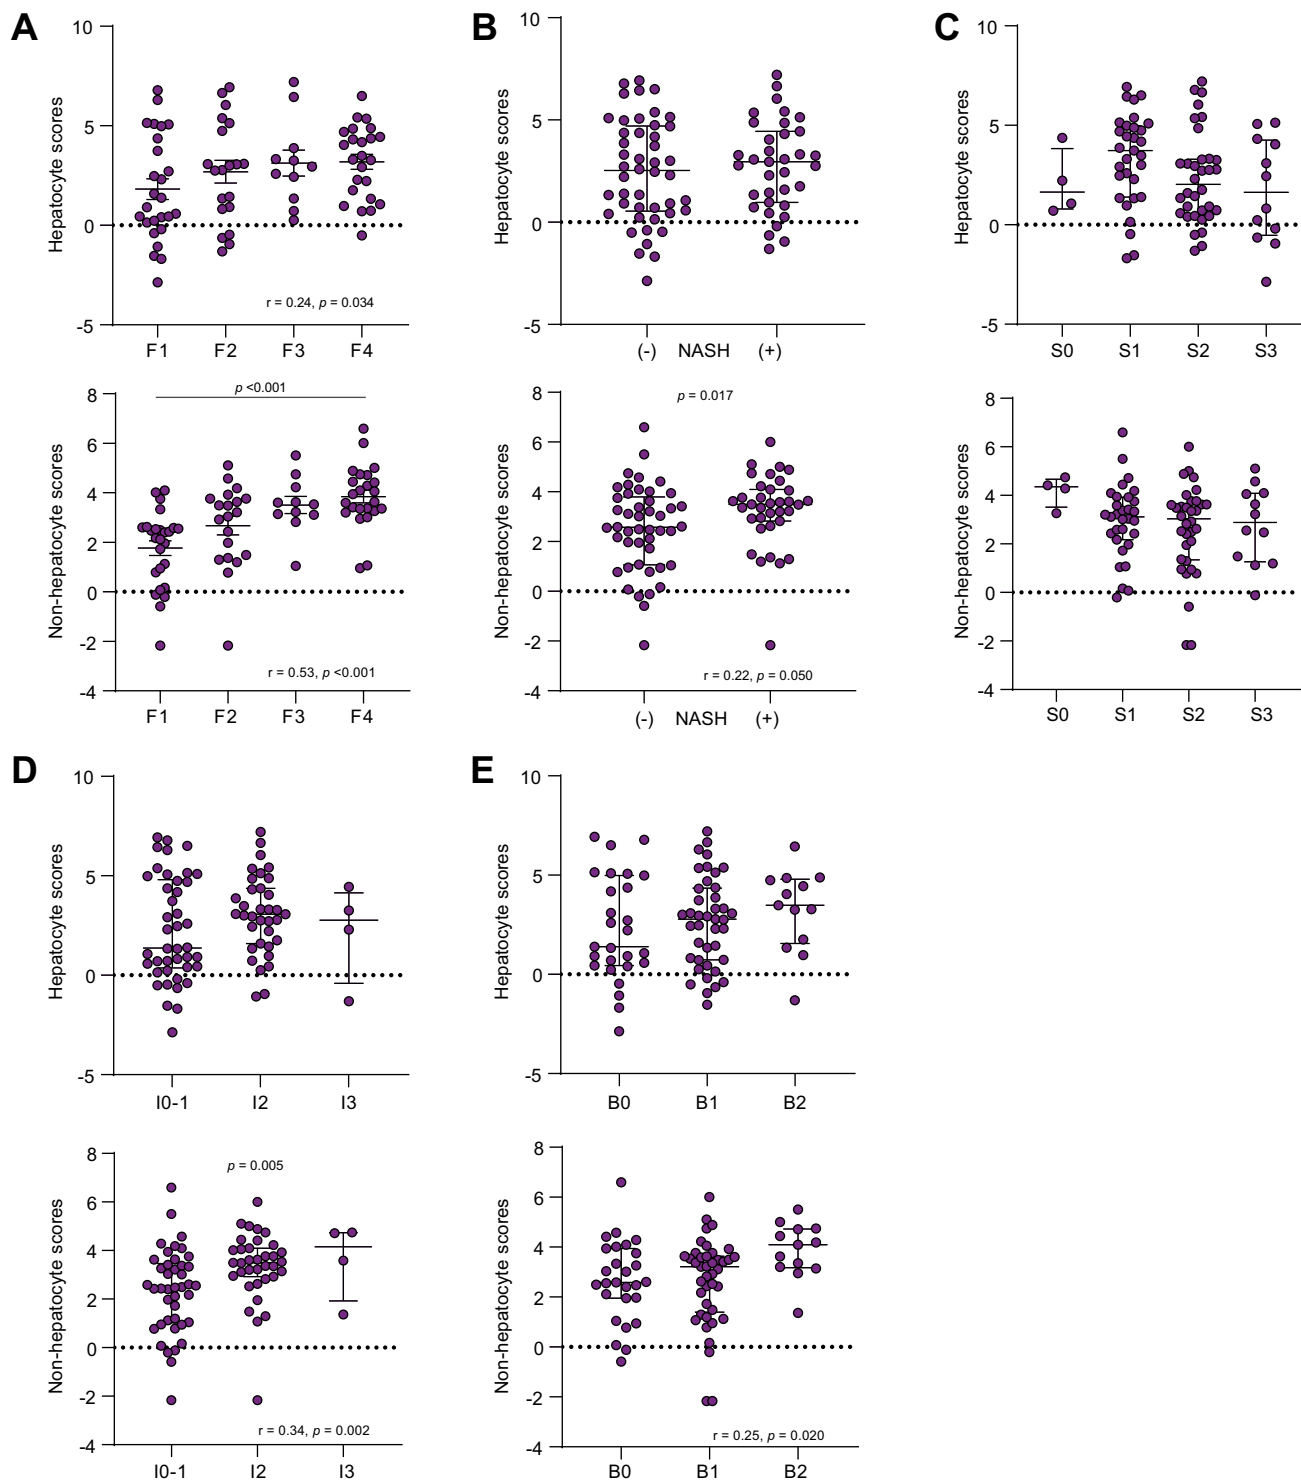 A
B
C
10
5
0
-5
Hepatocyte scores
r = 0.24, p = 0.034
F1 F2 F3 F4
10
5
0
-5
Hepatocyte scores
(-) NASH (+)
10
5
0
-5
Hepatocyte scores
S0 S1 S2 S3
8
6
4
2
0
-2
-4
Non-hepatocyte scores
p <0.001
r = 0.53, p <0.001
F1 F2 F3 F4
8
6
4
2
0
-2
-4
Non-hepatocyte scores
p = 0.017
r = 0.22, p = 0.050
(-) NASH (+)
8
6
4
2
0
-2
-4
Non-hepatocyte scores
S0 S1 S2 S3
D
E
10
5
0
-5
Hepatocyte scores
I0-1 I2 I3
10
5
0
-5
Hepatocyte scores
B0 B1 B2
8
6
4
2
0
-2
-4
Non-hepatocyte scores
p = 0.005
r = 0.34, p = 0.002
I0-1 I2 I3
8
6
4
2
0
-2
-4
Non-hepatocyte scores
r = 0.25, p = 0.020
B0 B1 B2